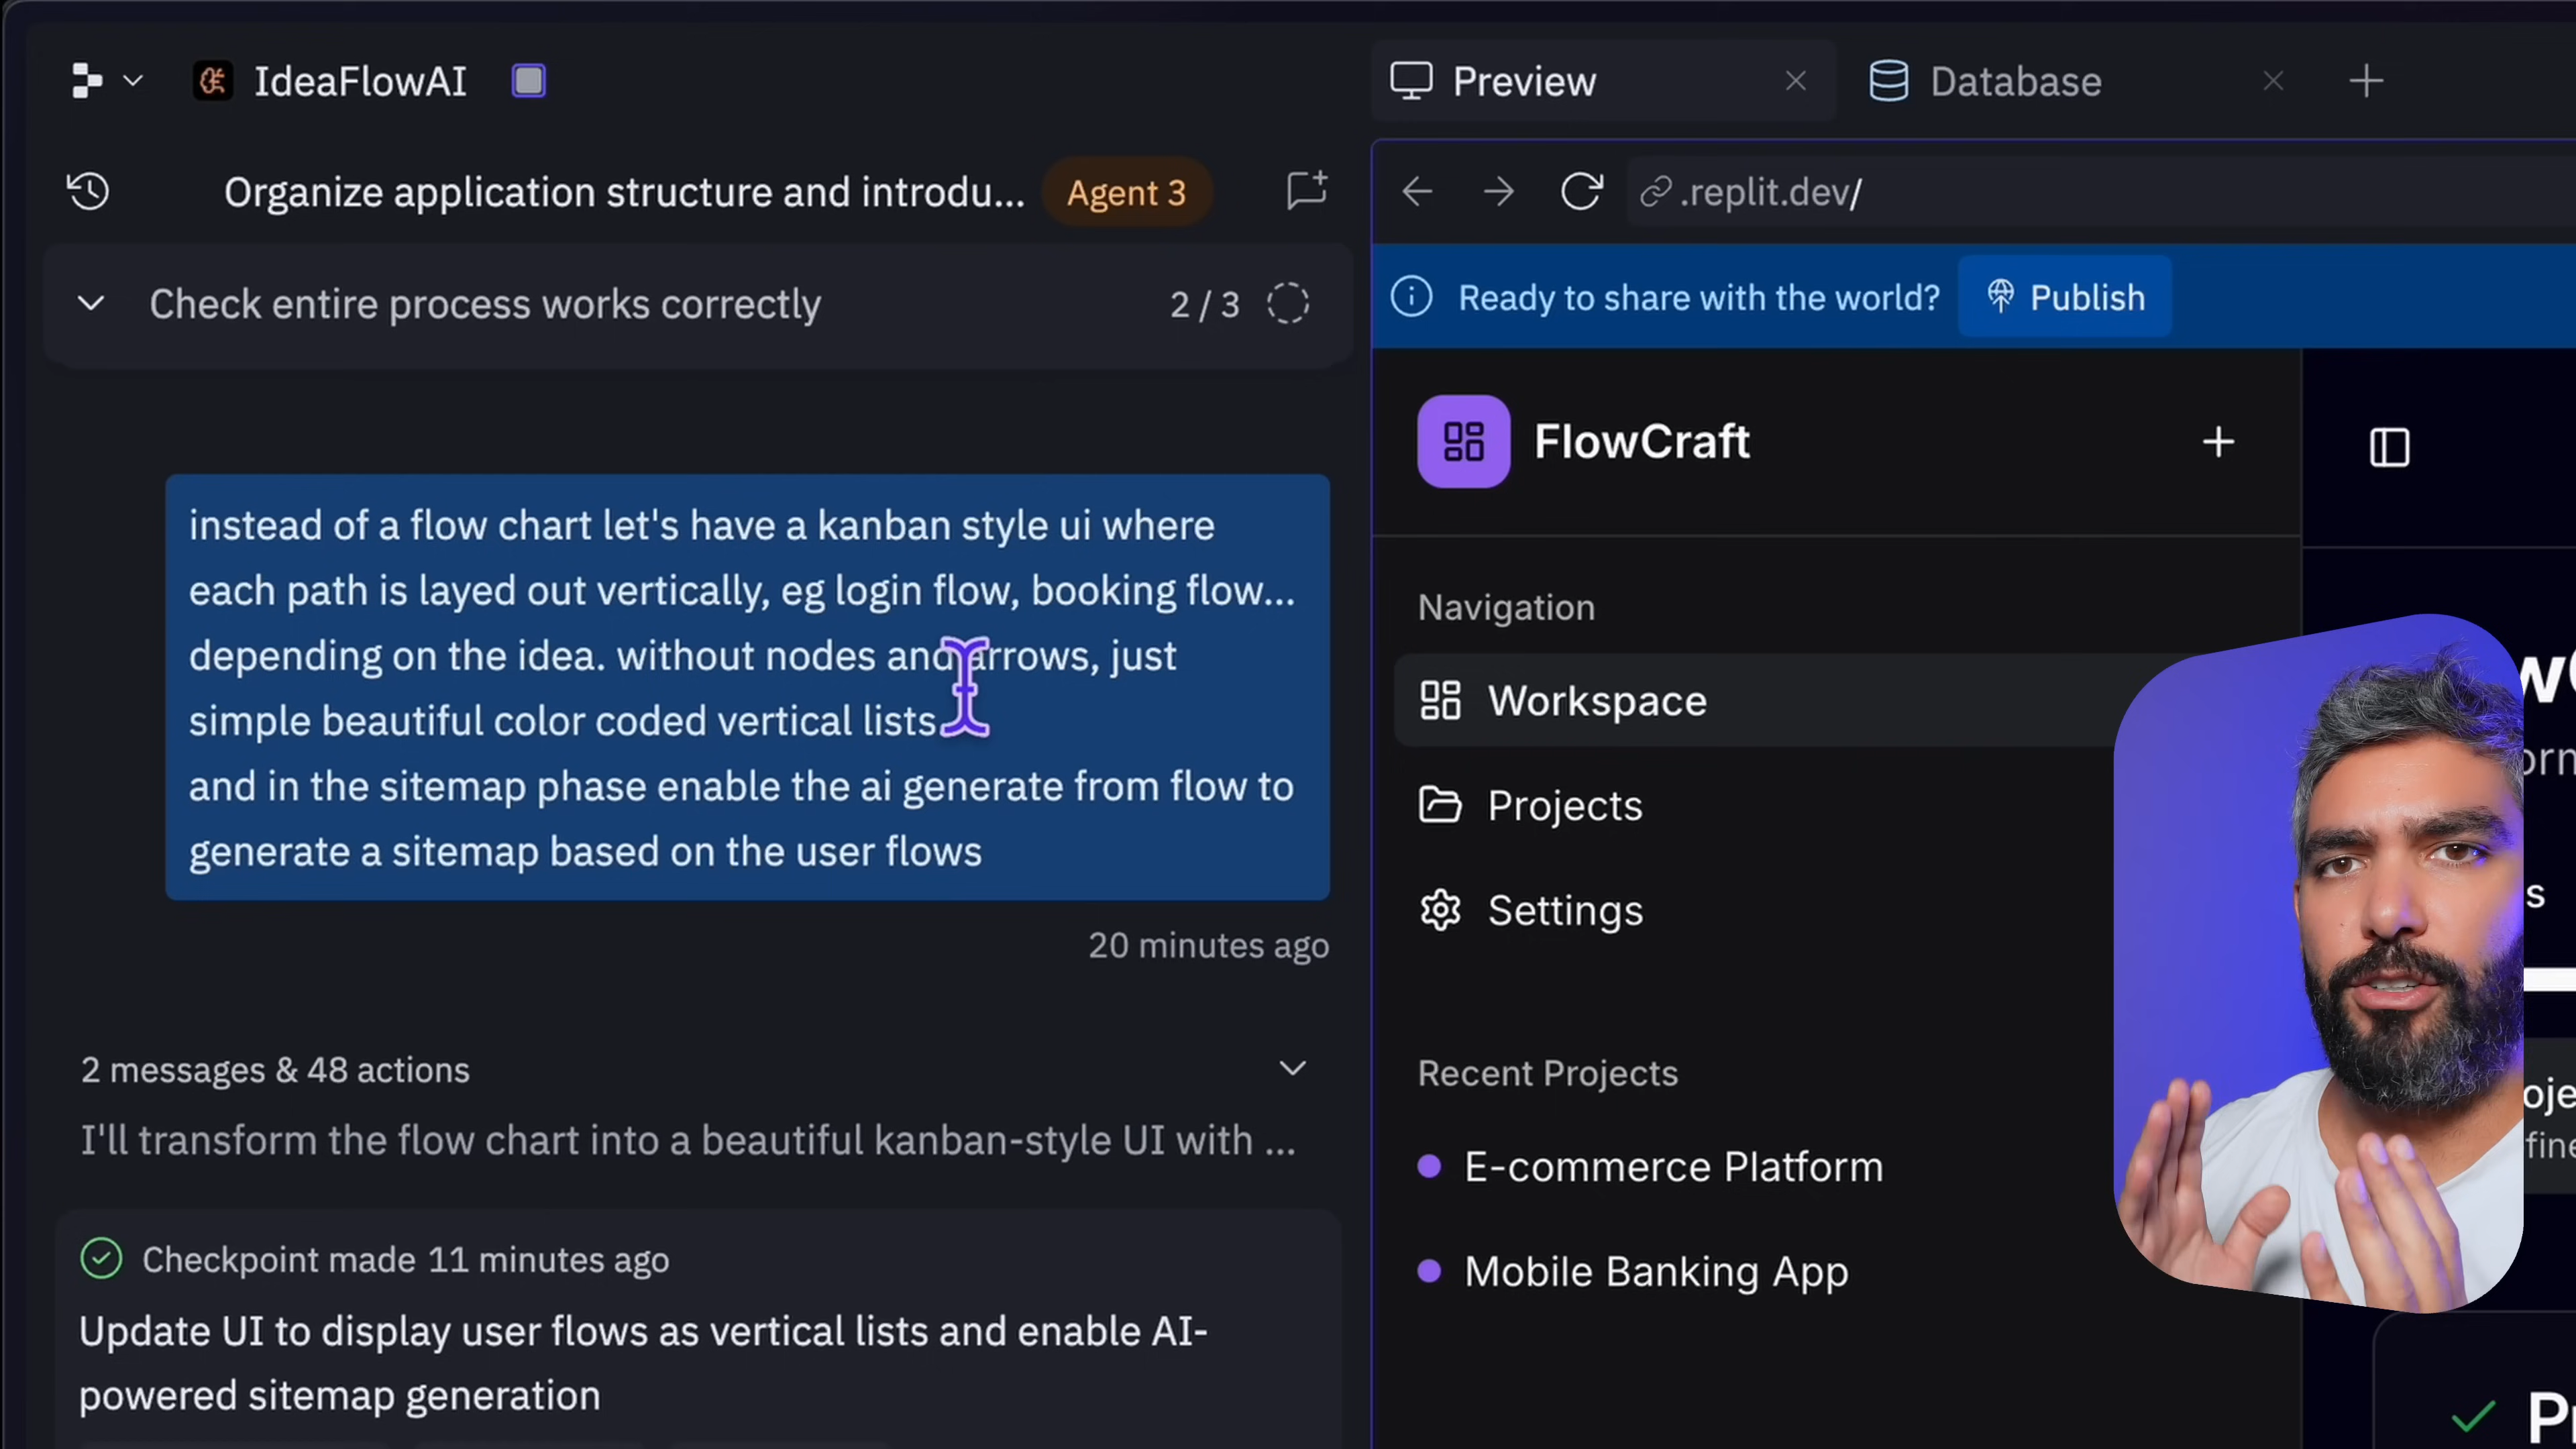 IdeaFlowAI
Preview
Database
Organize application structure and introdu...
Agent 3
.replit.dev/
Check entire process works correctly
2 / 3
Ready to share with the world?
Publish
FlowCraft
instead of a flow chart let's have a kanban style ui where
each path is layed out vertically, eg login flow, booking flow...
depending on the idea. without nodes and arrows, just
simple beautiful color coded vertical lists
and in the sitemap phase enable the ai generate from flow to
generate a sitemap based on the user flows
20 minutes ago
Navigation
Workspace
Projects
Settings
2 messages & 48 actions
I'll transform the flow chart into a beautiful kanban-style UI with ...
Recent Projects
E-commerce Platform
Mobile Banking App
Checkpoint made 11 minutes ago
Update UI to display user flows as vertical lists and enable AI-
powered sitemap generation